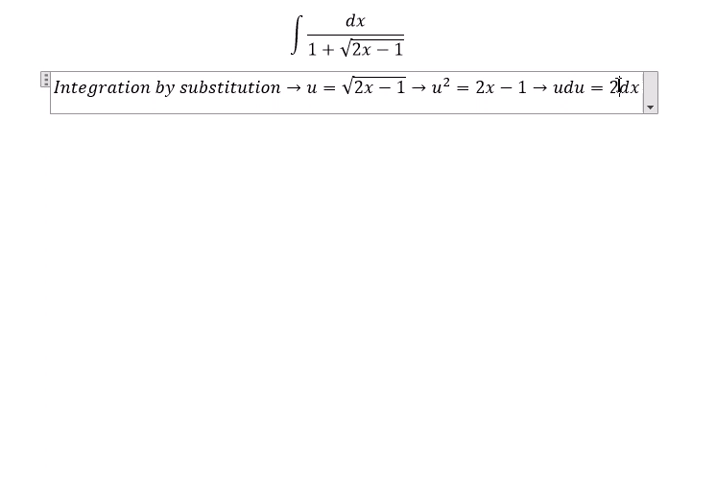 ∫ dx / (1 + √(2x − 1))
Integration by substitution → u = √(2x − 1) → u² = 2x − 1 → udu = 2dx